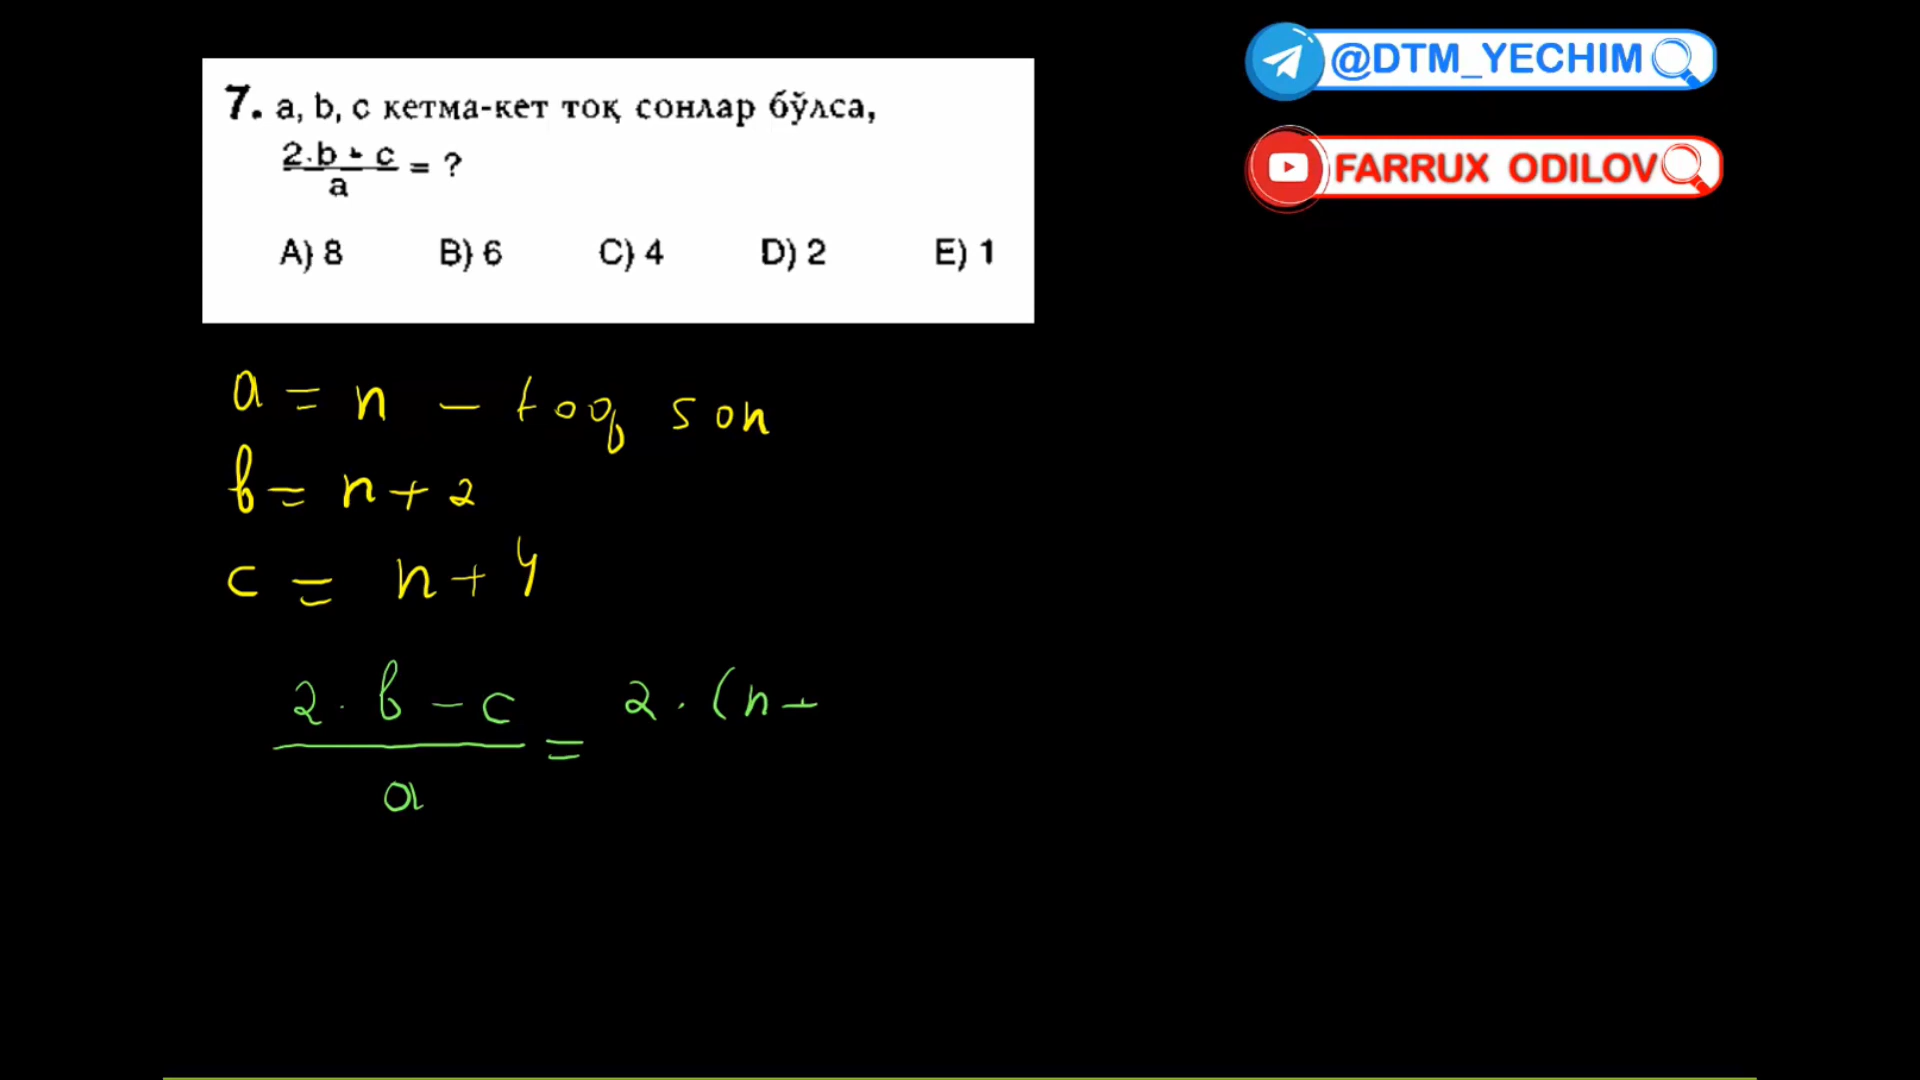 @DTM_YECHIM
FARRUX ODILOV
7. a, b, c кетма-кет тоқ сонлар бўлса,
2·b - c
a
= ?
A) 8 B) 6 C) 4 D) 2 E) 1
a = n - toq son
b = n + 2
c = n + 4
2 · b - c
a
= 2 · (n +